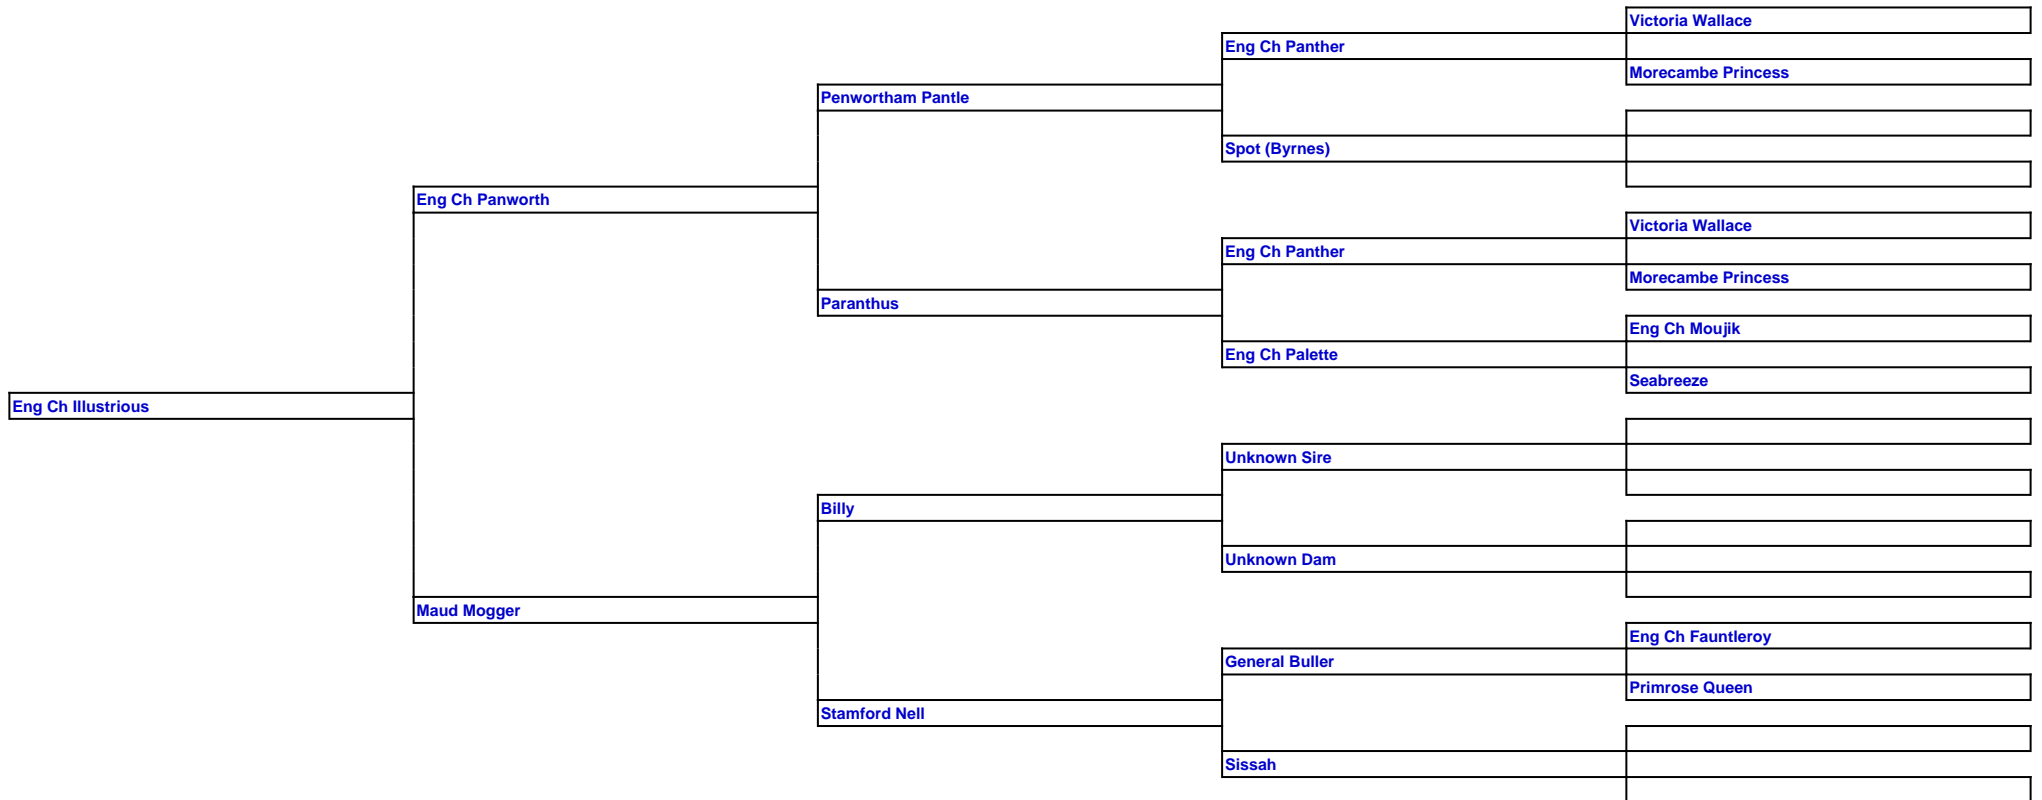 Victoria Wallace
Eng Ch Panther
Morecambe Princess
Penwortham Pantle
Spot (Byrnes)
Eng Ch Panworth
Victoria Wallace
Eng Ch Panther
Morecambe Princess
Paranthus
Eng Ch Moujik
Eng Ch Palette
Seabreeze
Eng Ch Illustrious
Unknown Sire
Billy
Unknown Dam
Maud Mogger
Eng Ch Fauntleroy
General Buller
Primrose Queen
Stamford Nell
Sissah